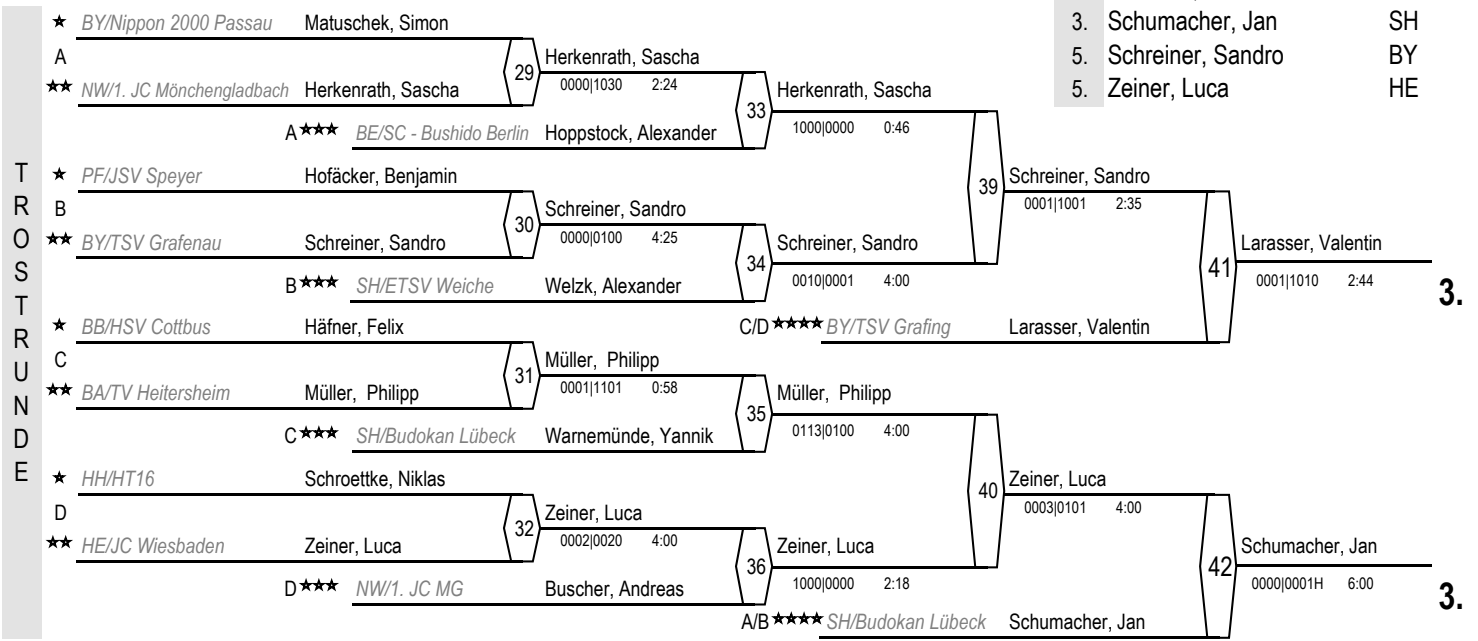 3. Schumacher, Jan SH
5. Schreiner, Sandro BY
5. Zeiner, Luca HE
TROSTRUNDE
★ BY/Nippon 2000 Passau Matuschek, Simon
A
★★ NW/1. JC Mönchengladbach Herkenrath, Sascha
29
Herkenrath, Sascha
0000|1030 2:24
A★★★ BE/SC - Bushido Berlin Hoppstock, Alexander
33
Herkenrath, Sascha
1000|0000 0:46
★ PF/JSV Speyer Hofäcker, Benjamin
B
★★ BY/TSV Grafenau Schreiner, Sandro
30
Schreiner, Sandro
0000|0100 4:25
B★★★ SH/ETSV Weiche Welzk, Alexander
34
Schreiner, Sandro
0010|0001 4:00
39
Schreiner, Sandro
0001|1001 2:35
C/D★★★★ BY/TSV Grafing Larasser, Valentin
41
Larasser, Valentin
0001|1010 2:44
3.
★ BB/HSV Cottbus Häfner, Felix
C
★★ BA/TV Heitersheim Müller, Philipp
31
Müller, Philipp
0001|1101 0:58
C★★★ SH/Budokan Lübeck Warnemünde, Yannik
35
Müller, Philipp
0113|0100 4:00
★ HH/HT16 Schroettke, Niklas
D
★★ HE/JC Wiesbaden Zeiner, Luca
32
Zeiner, Luca
0002|0020 4:00
D★★★ NW/1. JC MG Buscher, Andreas
36
Zeiner, Luca
1000|0000 2:18
40
Zeiner, Luca
0003|0101 4:00
A/B★★★★ SH/Budokan Lübeck Schumacher, Jan
42
Schumacher, Jan
0000|0001H 6:00
3.